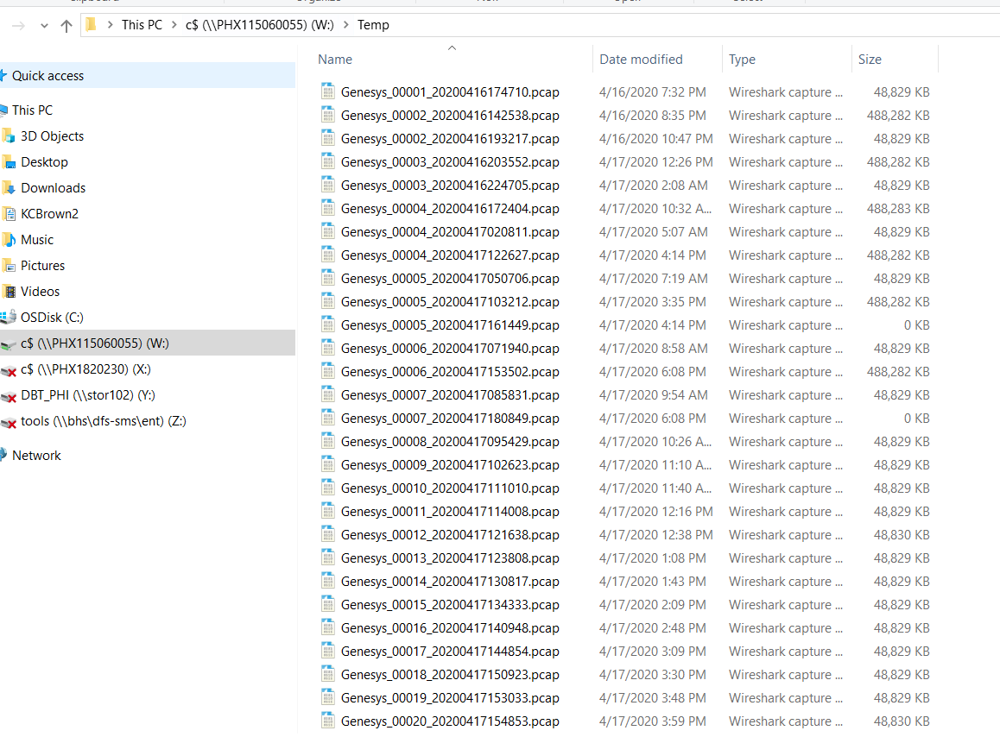 This PC > c$ (\\PHX115060055) (W:) > Temp
Quick access
This PC
3D Objects
Desktop
Downloads
KCBrown2
Music
Pictures
Videos
OSDisk (C:)
c$ (\\PHX115060055) (W:)
c$ (\\PHX1820230) (X:)
DBT_PHI (\\stor102) (Y:)
tools (\\bhs\dfs-sms\ent) (Z:)
Network
Name Date modified Type Size
Genesys_00001_20200416174710.pcap 4/16/2020 7:32 PM Wireshark capture ... 48,829 KB
Genesys_00002_20200416142538.pcap 4/16/2020 8:35 PM Wireshark capture ... 488,282 KB
Genesys_00002_20200416193217.pcap 4/16/2020 10:47 PM Wireshark capture ... 48,829 KB
Genesys_00003_20200416203552.pcap 4/17/2020 12:26 PM Wireshark capture ... 488,282 KB
Genesys_00003_20200416224705.pcap 4/17/2020 2:08 AM Wireshark capture ... 48,829 KB
Genesys_00004_20200416172404.pcap 4/17/2020 10:32 A... Wireshark capture ... 488,283 KB
Genesys_00004_20200417020811.pcap 4/17/2020 5:07 AM Wireshark capture ... 48,829 KB
Genesys_00004_20200417122627.pcap 4/17/2020 4:14 PM Wireshark capture ... 488,282 KB
Genesys_00005_20200417050706.pcap 4/17/2020 7:19 AM Wireshark capture ... 48,829 KB
Genesys_00005_20200417103212.pcap 4/17/2020 3:35 PM Wireshark capture ... 488,282 KB
Genesys_00005_20200417161449.pcap 4/17/2020 4:14 PM Wireshark capture ... 0 KB
Genesys_00006_20200417071940.pcap 4/17/2020 8:58 AM Wireshark capture ... 48,829 KB
Genesys_00006_20200417153502.pcap 4/17/2020 6:08 PM Wireshark capture ... 488,282 KB
Genesys_00007_20200417085831.pcap 4/17/2020 9:54 AM Wireshark capture ... 48,829 KB
Genesys_00007_20200417180849.pcap 4/17/2020 6:08 PM Wireshark capture ... 0 KB
Genesys_00008_20200417095429.pcap 4/17/2020 10:26 A... Wireshark capture ... 48,829 KB
Genesys_00009_20200417102623.pcap 4/17/2020 11:10 A... Wireshark capture ... 48,829 KB
Genesys_00010_20200417111010.pcap 4/17/2020 11:40 A... Wireshark capture ... 48,829 KB
Genesys_00011_20200417114008.pcap 4/17/2020 12:16 PM Wireshark capture ... 48,829 KB
Genesys_00012_20200417121638.pcap 4/17/2020 12:38 PM Wireshark capture ... 48,830 KB
Genesys_00013_20200417123808.pcap 4/17/2020 1:08 PM Wireshark capture ... 48,829 KB
Genesys_00014_20200417130817.pcap 4/17/2020 1:43 PM Wireshark capture ... 48,829 KB
Genesys_00015_20200417134333.pcap 4/17/2020 2:09 PM Wireshark capture ... 48,829 KB
Genesys_00016_20200417140948.pcap 4/17/2020 2:48 PM Wireshark capture ... 48,829 KB
Genesys_00017_20200417144854.pcap 4/17/2020 3:09 PM Wireshark capture ... 48,829 KB
Genesys_00018_20200417150923.pcap 4/17/2020 3:30 PM Wireshark capture ... 48,829 KB
Genesys_00019_20200417153033.pcap 4/17/2020 3:48 PM Wireshark capture ... 48,829 KB
Genesys_00020_20200417154853.pcap 4/17/2020 3:59 PM Wireshark capture ... 48,830 KB